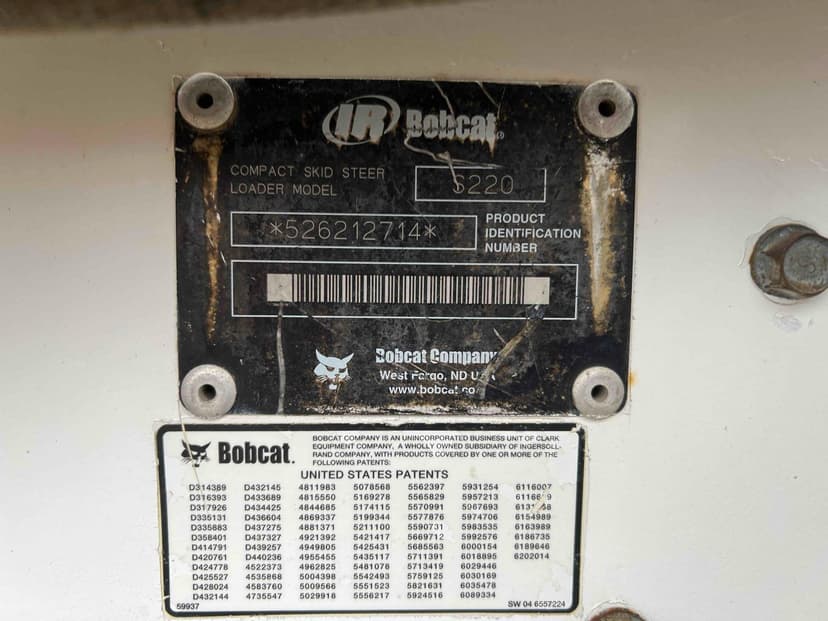 IR Bobcat
COMPACT SKID STEER
LOADER MODEL
S220
*526212714*
PRODUCT
IDENTIFICATION
NUMBER
Bobcat Company
West Fargo, ND
www.bobcat.co
Bobcat.
BOBCAT COMPANY IS AN UNINCORPORATED BUSINESS UNIT OF CLARK
EQUIPMENT COMPANY, A WHOLLY OWNED SUBSIDIARY OF INGERSOLL
RAND COMPANY, WITH PRODUCTS COVERED BY ONE OR MORE OF THE
FOLLOWING PATENTS:
UNITED STATES PATENTS
D314389 D432145 4811983 5078568 5562397 5931254 6116007
D316393 D433689 4815550 5169278 5565829 5957213
D317926 D434425 4844685 5174115 5570991 5067693
D335131 D436604 4869337 5199344 5577876 5974706 6154989
D335883 D437275 4881371 5211100 5590731 5983535 6163989
D358401 D437327 4921392 5421417 5669712 5992576 6186735
D414791 D439257 4949805 5425431 5685563 6000154 6189646
D420761 D440236 4955455 5435117 5711391 6018895 6202014
D424778 4522373 4962825 5481076 5713419 6029446
D425527 4535868 5004398 5542493 5759125 6030169
D428024 4583760 5009566 5551523 5821631 6035478
D432144 4735547 5029918 5556217 5924516 6089334
59937
SW 04 6557224